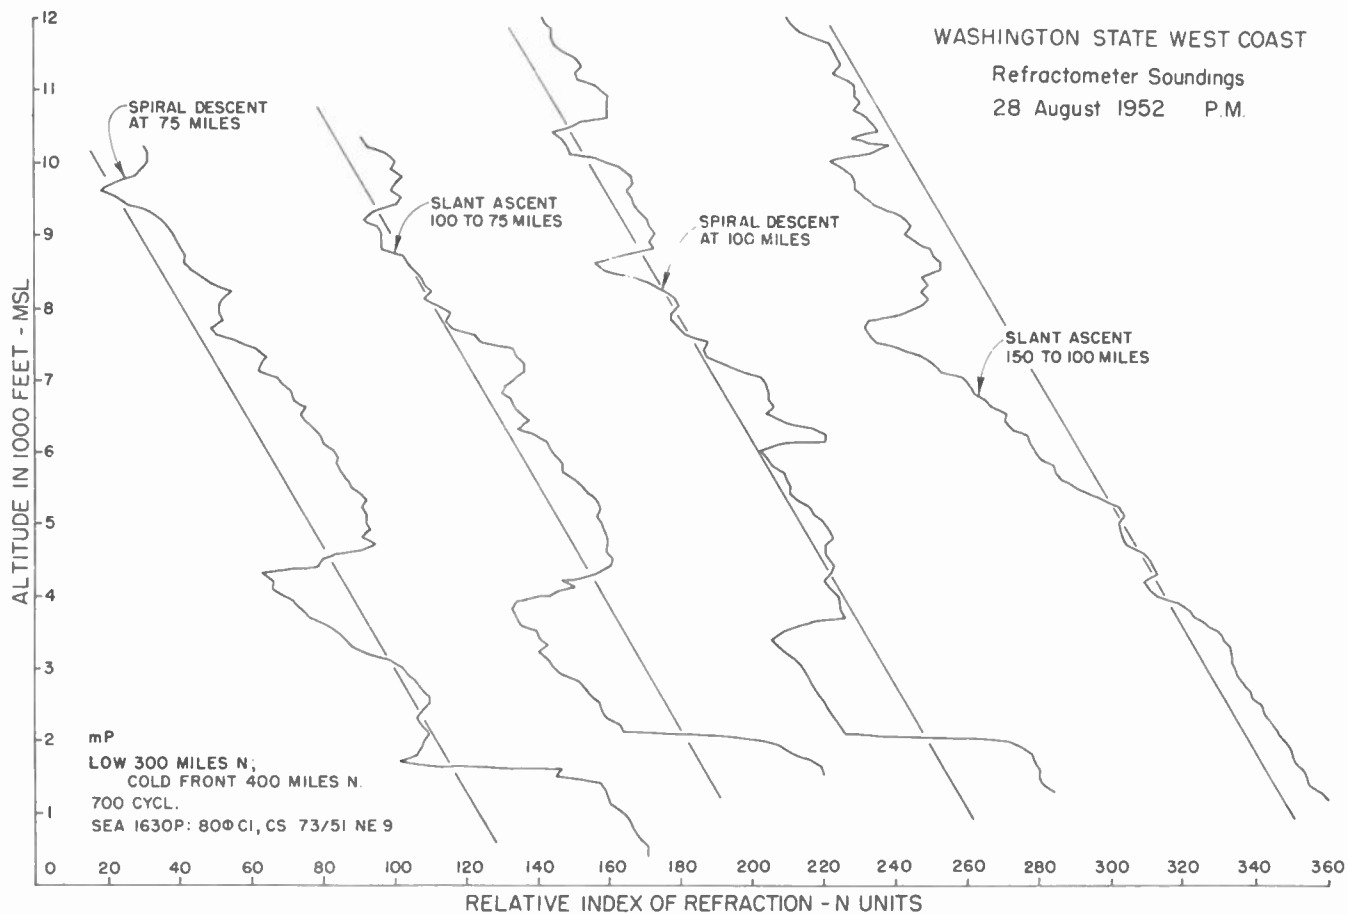 WASHINGTON STATE WEST COAST
Refractometer Soundings
28 August 1952 P.M.
SPIRAL DESCENT
AT 75 MILES
SLANT ASCENT
100 TO 75 MILES
SPIRAL DESCENT
AT 100 MILES
SLANT ASCENT
150 TO 100 MILES
ALTITUDE IN 1000 FEET - MSL
12
11
10
9
8
7
6
5
4
3
2
1
mP
LOW 300 MILES N;
COLD FRONT 400 MILES N.
700 CYCL.
SEA 1630P: 80⦶ CI, CS 73/51 NE 9
0 20 40 60 80 100 120 140 160 180 200 220 240 260 280 300 320 340 360
RELATIVE INDEX OF REFRACTION - N UNITS